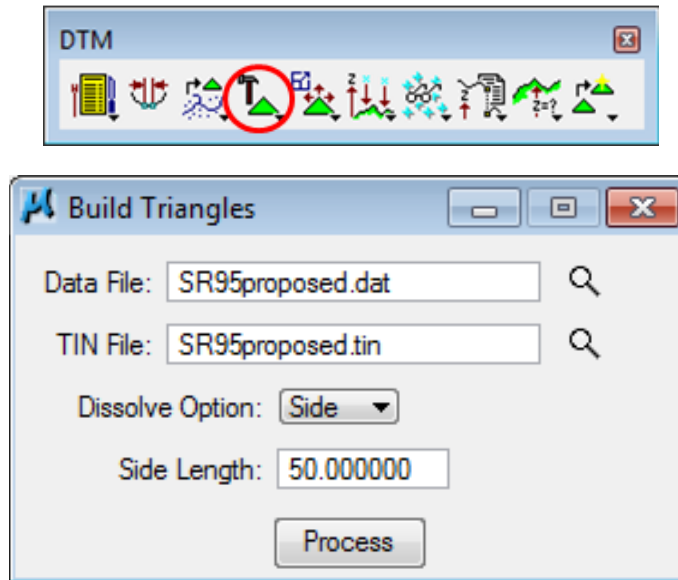 DTM
Build Triangles
Data File: SR95proposed.dat
TIN File: SR95proposed.tin
Dissolve Option: Side
Side Length: 50.000000
Process